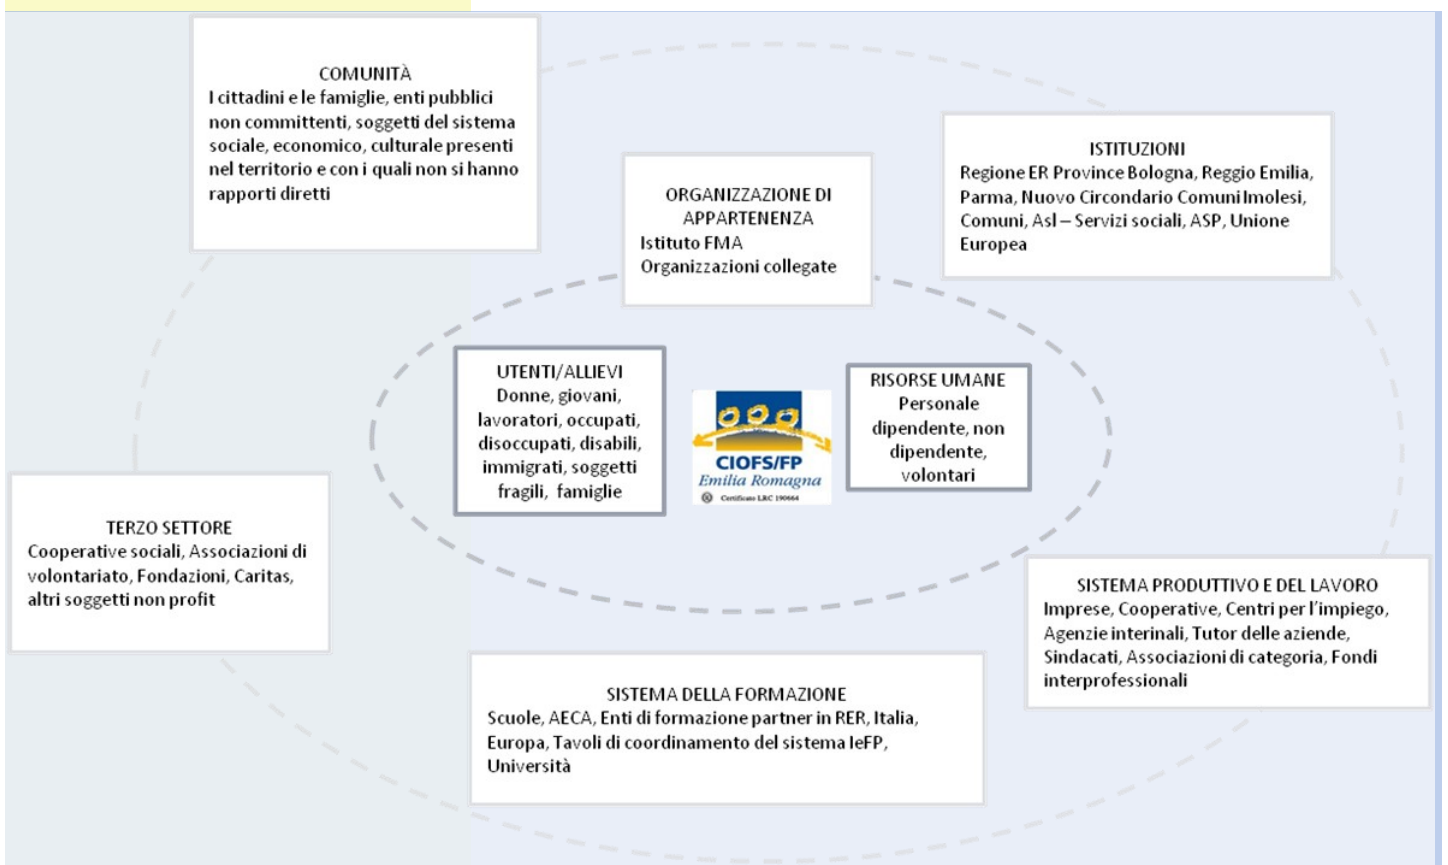 COMUNITÀ
I cittadini e le famiglie, enti pubblici
non committenti, soggetti del sistema
sociale, economico, culturale presenti
nel territorio e con i quali non si hanno
rapporti diretti
ISTITUZIONI
Regione ER Province Bologna, Reggio Emilia,
Parma, Nuovo Circondario Comuni Imolesi,
Comuni, Asl – Servizi sociali, ASP, Unione
Europea
ORGANIZZAZIONE DI
APPARTENENZA
Istituto FMA
Organizzazioni collegate
UTENTI/ALLIEVI
Donne, giovani,
lavoratori, occupati,
disoccupati, disabili,
immigrati, soggetti
fragili, famiglie
CIOFS/FP
Emilia Romagna
Certificato LRC 190664
RISORSE UMANE
Personale
dipendente, non
dipendente,
volontari
TERZO SETTORE
Cooperative sociali, Associazioni di
volontariato, Fondazioni, Caritas,
altri soggetti non profit
SISTEMA PRODUTTIVO E DEL LAVORO
Imprese, Cooperative, Centri per l'impiego,
Agenzie interinali, Tutor delle aziende,
Sindacati, Associazioni di categoria, Fondi
interprofessionali
SISTEMA DELLA FORMAZIONE
Scuole, AECA, Enti di formazione partner in RER, Italia,
Europa, Tavoli di coordinamento del sistema IeFP,
Università